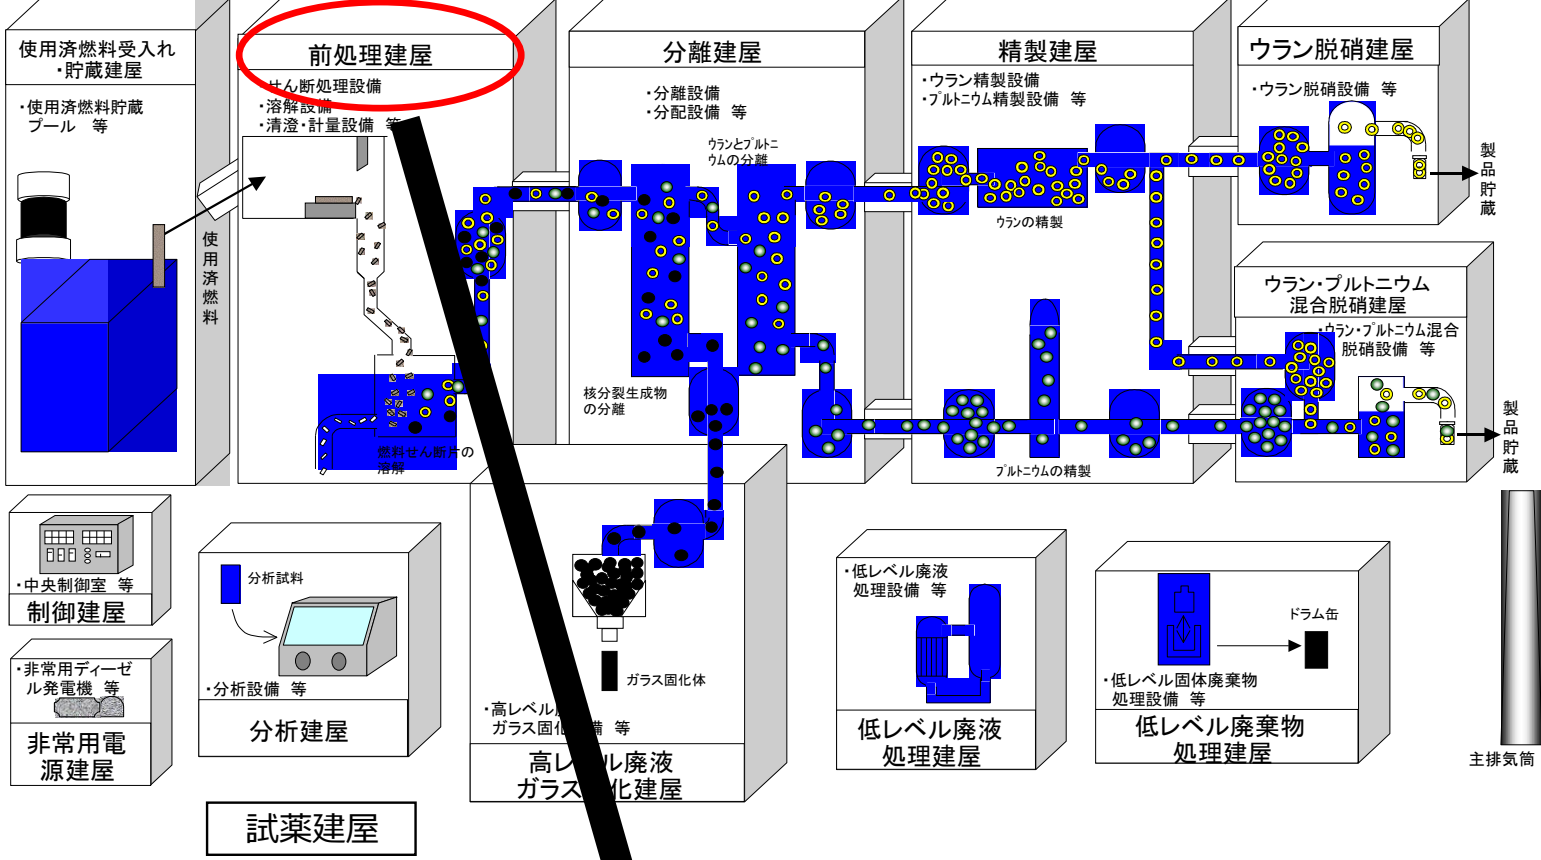 使用済燃料受入れ
・貯蔵建屋
・使用済燃料貯蔵
プール 等
使用済燃料
前処理建屋
・せん断処理設備
・溶解設備
・清澄・計量設備 等
燃料せん断片の
溶解
分離建屋
・分離設備
・分配設備 等
ウランとプルトニ
ウムの分離
核分裂生成物
の分離
精製建屋
・ウラン精製設備
・プルトニウム精製設備 等
ウランの精製
プルトニウムの精製
ウラン脱硝建屋
・ウラン脱硝設備 等
製品貯蔵
ウラン・プルトニウム
混合脱硝建屋
・ウラン・プルトニウム混合
脱硝設備 等
製品貯蔵
・中央制御室 等
制御建屋
・非常用ディーゼ
ル発電機 等
非常用電
源建屋
分析試料
・分析設備 等
分析建屋
試薬建屋
ガラス固化体
・高レベル廃
ガラス固化 備 等
高レベル廃液
ガラス 化建屋
・低レベル廃液
処理設備 等
低レベル廃液
処理建屋
ドラム缶
・低レベル固体廃棄物
処理設備 等
低レベル廃棄物
処理建屋
主排気筒